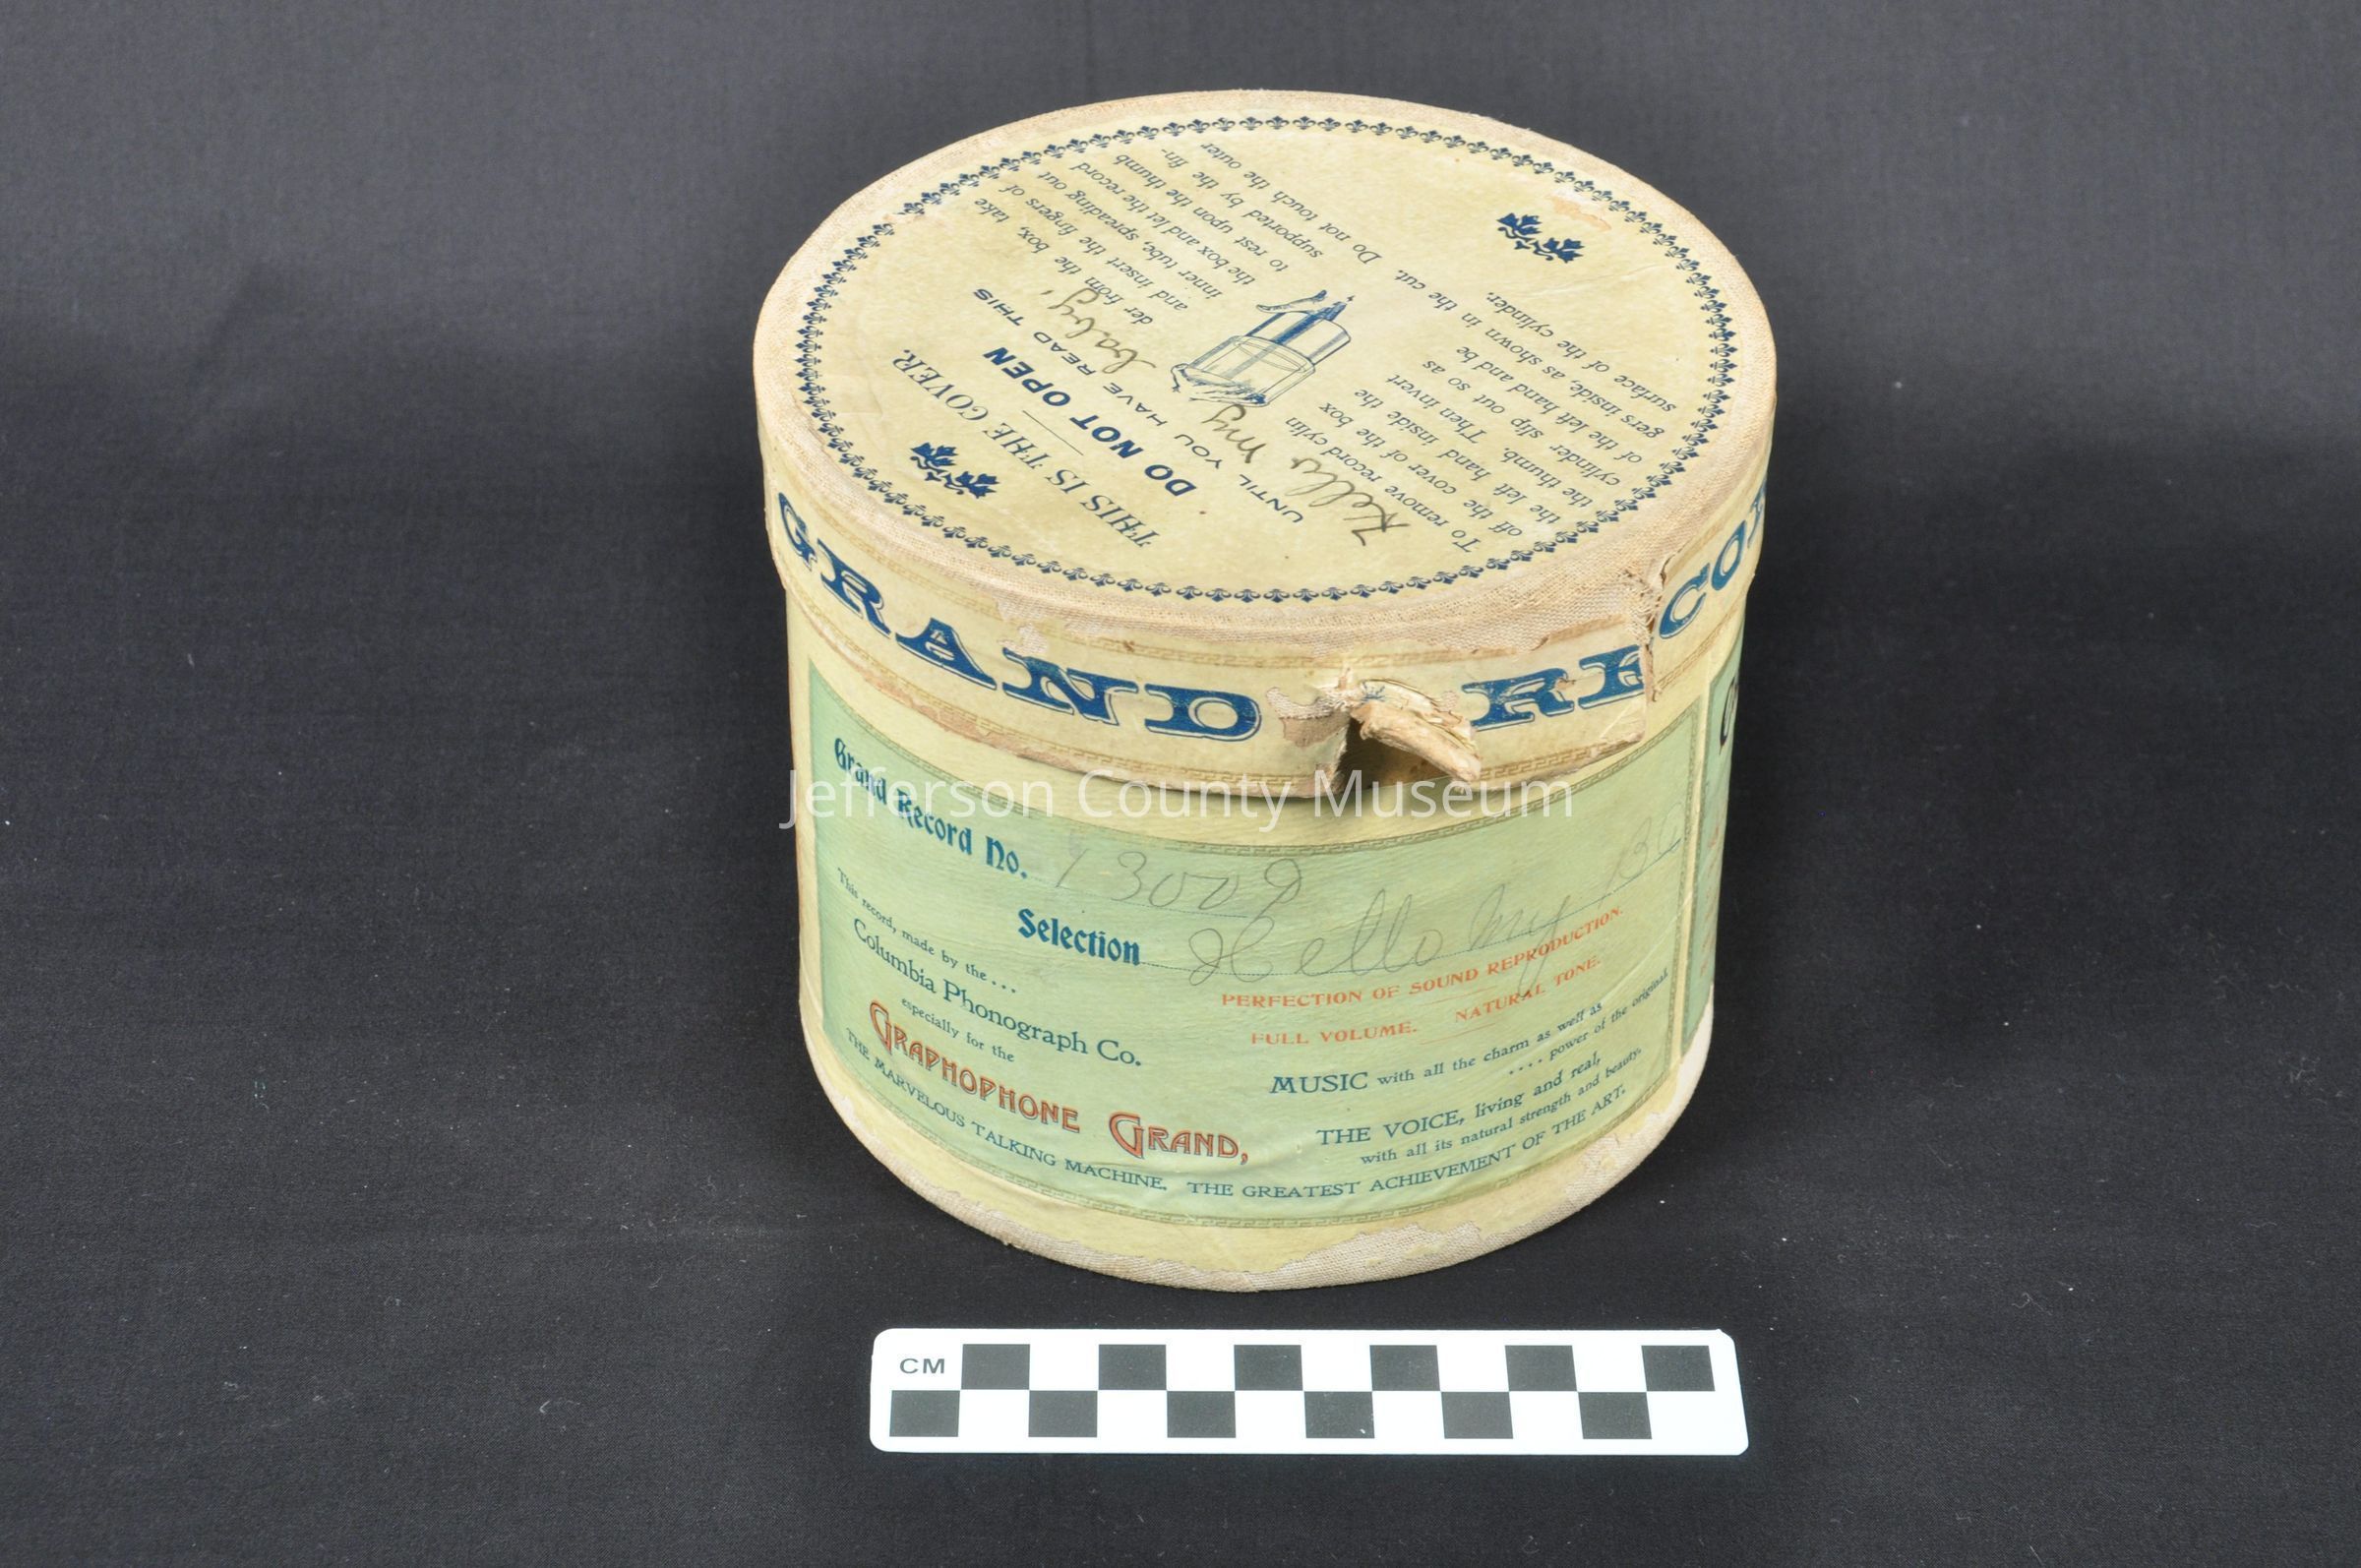 THIS IS THE COVER.
DO NOT OPEN
UNTIL YOU HAVE READ THIS
Hello my baby
To remove record cylin der from the box, take
off the cover of the box and insert the fingers of
the left hand inside the inner tube, spreading out
the thumb. Then invert the box and let the record
cylinder slip out so as to rest upon the thumb
of the left hand and be supported by the fin-
gers inside, as shown in the cut. Do not touch the outer
surface of the cylinder.
GRAND RECO
Grand Record No. 13009
Selection Hello My Ba
This record, made by the...
Columbia Phonograph Co.
especially for the
GRAPHOPHONE GRAND,
THE MARVELOUS TALKING MACHINE.
PERFECTION OF SOUND REPRODUCTION.
FULL VOLUME. NATURAL TONE.
MUSIC with all the charm as well as
.... power of the original
THE VOICE, living and real,
with all its natural strength and beauty.
THE GREATEST ACHIEVEMENT OF THE ART.
Jefferson County Museum
CM